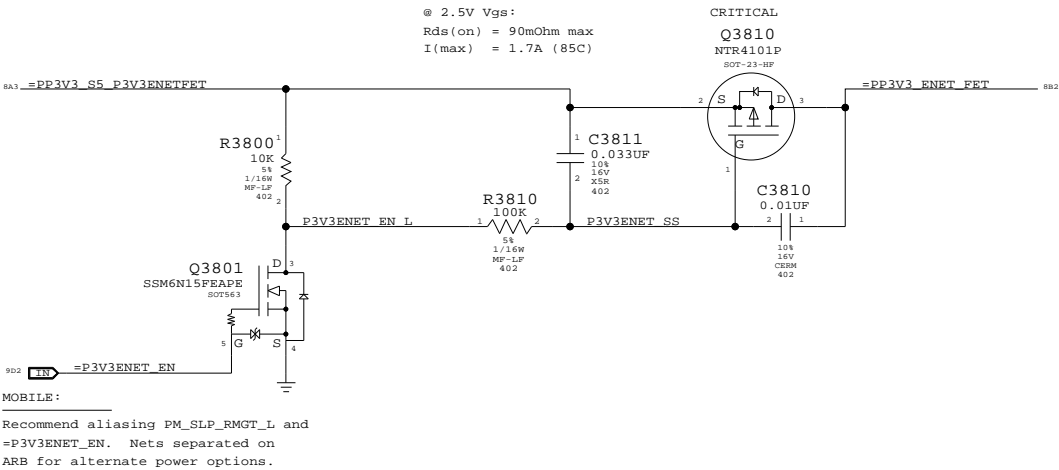 @ 2.5V Vgs:
Rds(on) = 90mOhm max
I(max) = 1.7A (85C)
CRITICAL
Q3810
NTR4101P
SOT-23-HF
8A3
=PP3V3_S5_P3V3ENETFET
=PP3V3_ENET_FET
8B2
2
S
D
3
G
1
R3800
1
10K
5%
1/16W
MF-LF
402
2
C3811
1
0.033UF
10%
16V
X5R
402
2
R3810
100K
1
2
5%
1/16W
MF-LF
402
P3V3ENET_EN_L
P3V3ENET_SS
C3810
0.01UF
2
1
10%
16V
CERM
402
Q3801
SSM6N15FEAPE
SOT563
D
3
5
G
S
4
9D2
IN
=P3V3ENET_EN
MOBILE:
Recommend aliasing PM_SLP_RMGT_L and
=P3V3ENET_EN. Nets separated on
ARB for alternate power options.